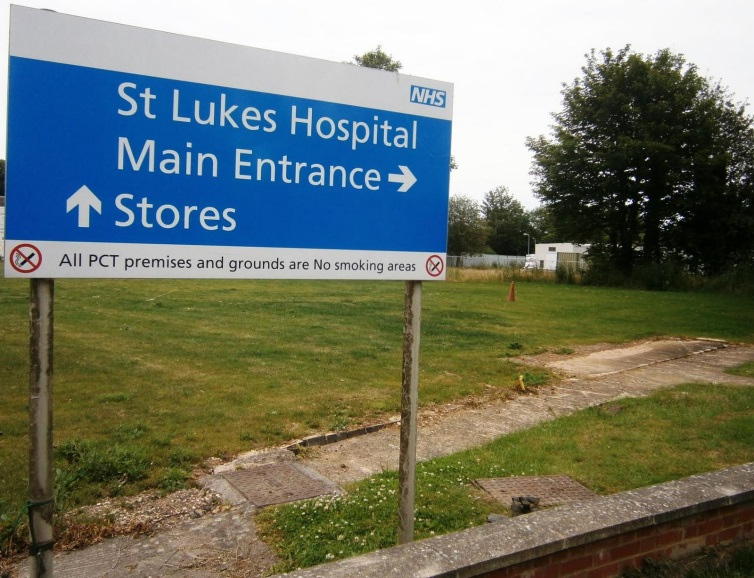 NHS
St Lukes Hospital
Main Entrance →
↑ Stores
All PCT premises and grounds are No smoking areas